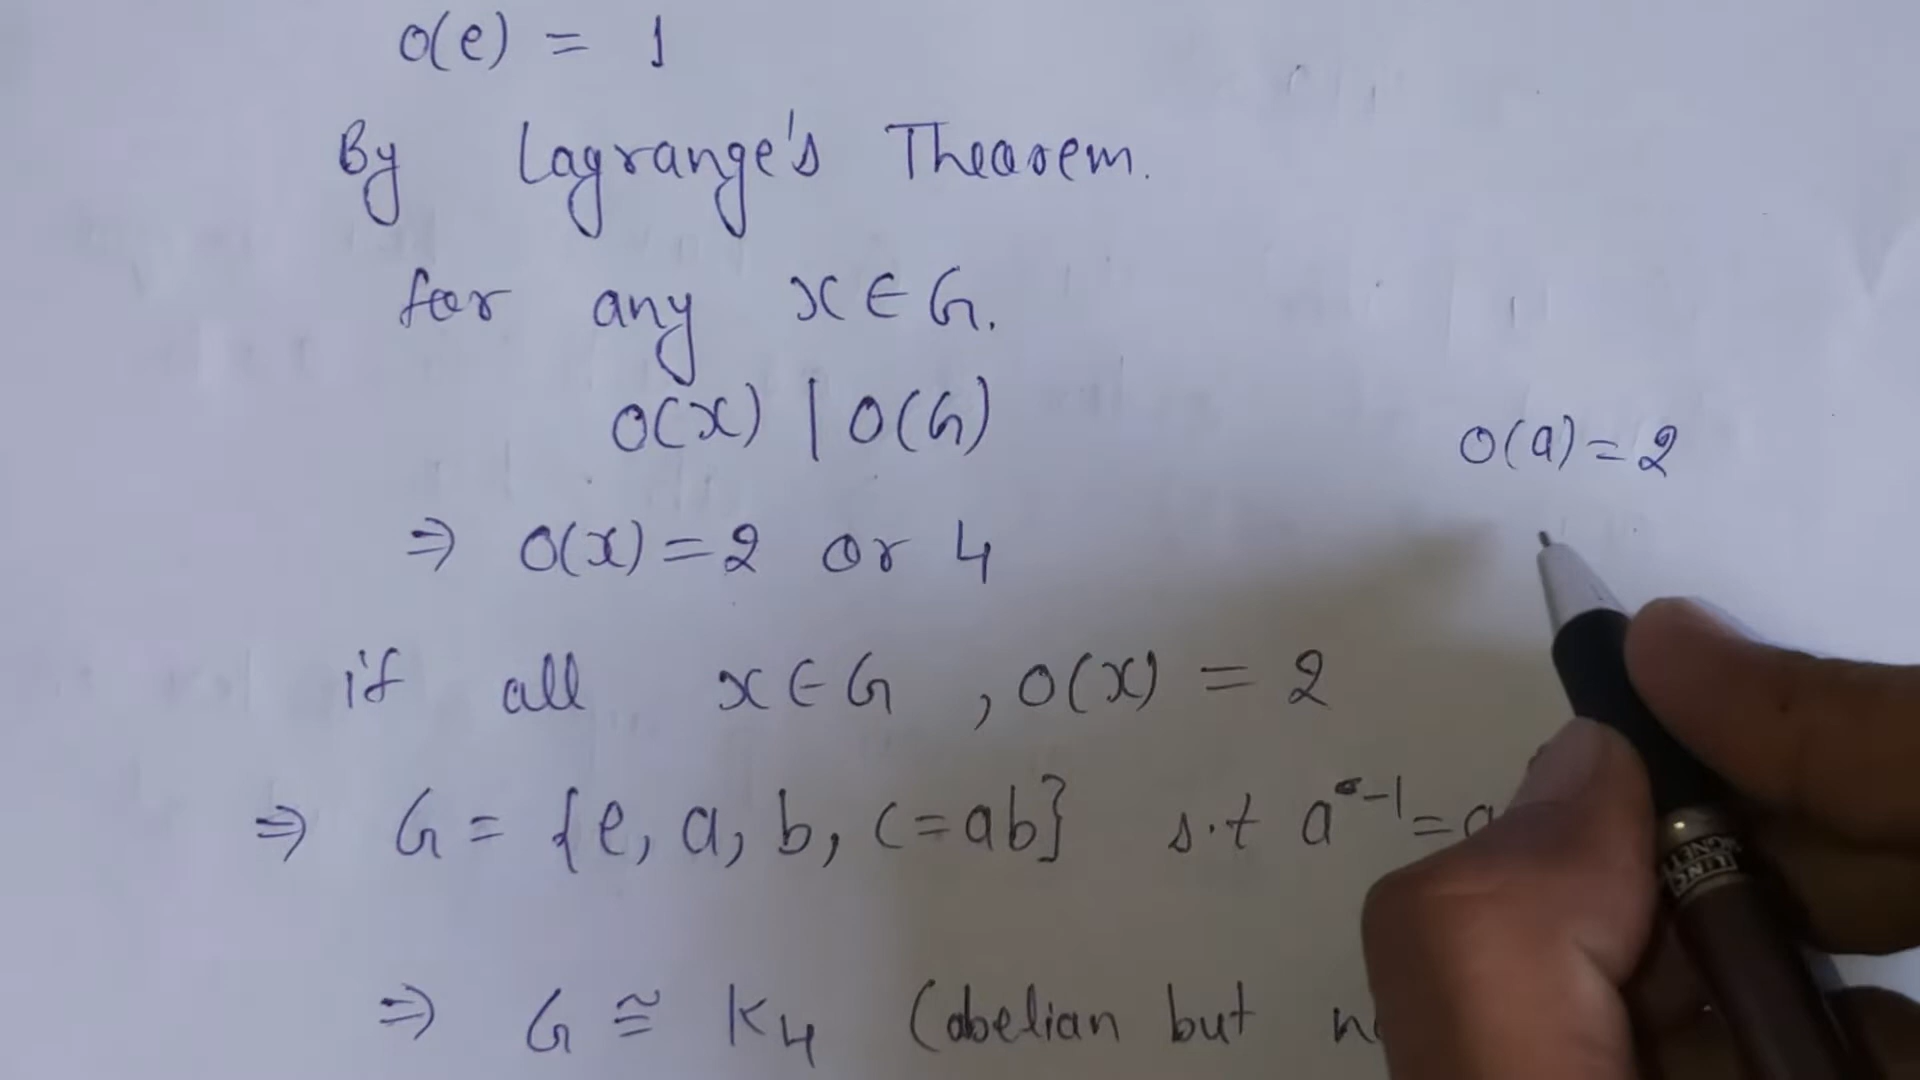 o(e) = 1
By Lagrange's Theorem.
for any x ∈ G.
O(x) | O(G)
O(a) = 2
⇒ O(x) = 2 or 4
if all x ∈ G , O(x) = 2
⇒ G = {e, a, b, c = ab} s.t a⁻¹ = a
⇒ G ≅ K4 (abelian but